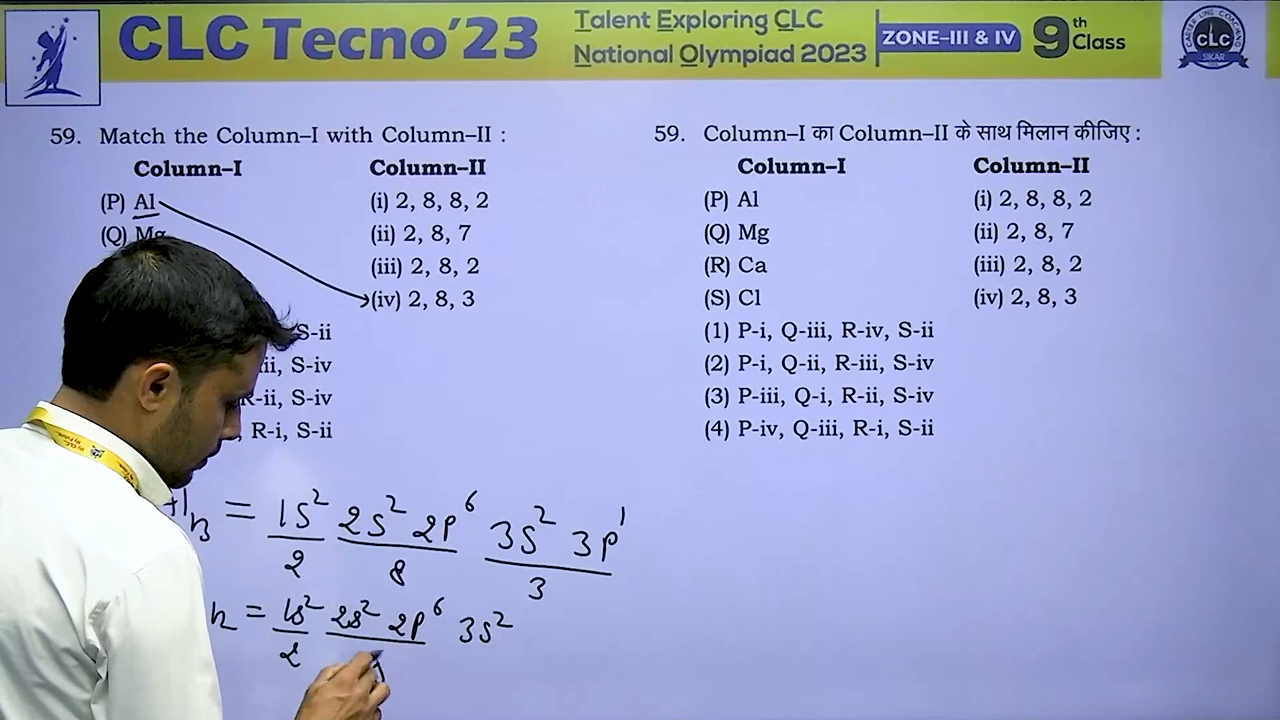 CLC Tecno'23
Talent Exploring CLC
National Olympiad 2023
ZONE–III & IV
9th Class
CLC
SIKAR
59. Match the Column–I with Column–II :
Column–I Column–II
(P) Al (i) 2, 8, 8, 2
(Q) Mg (ii) 2, 8, 7
(iii) 2, 8, 2
(iv) 2, 8, 3
S-ii
iii, S-iv
R-ii, S-iv
, R-i, S-ii
59. Column–I का Column–II के साथ मिलान कीजिए :
Column–I Column–II
(P) Al (i) 2, 8, 8, 2
(Q) Mg (ii) 2, 8, 7
(R) Ca (iii) 2, 8, 2
(S) Cl (iv) 2, 8, 3
(1) P-i, Q-iii, R-iv, S-ii
(2) P-i, Q-ii, R-iii, S-iv
(3) P-iii, Q-i, R-ii, S-iv
(4) P-iv, Q-iii, R-i, S-ii
= 1s² 2s² 2p⁶ 3s² 3p¹
2 8 3
= 1s² 2s² 2p⁶ 3s²
2